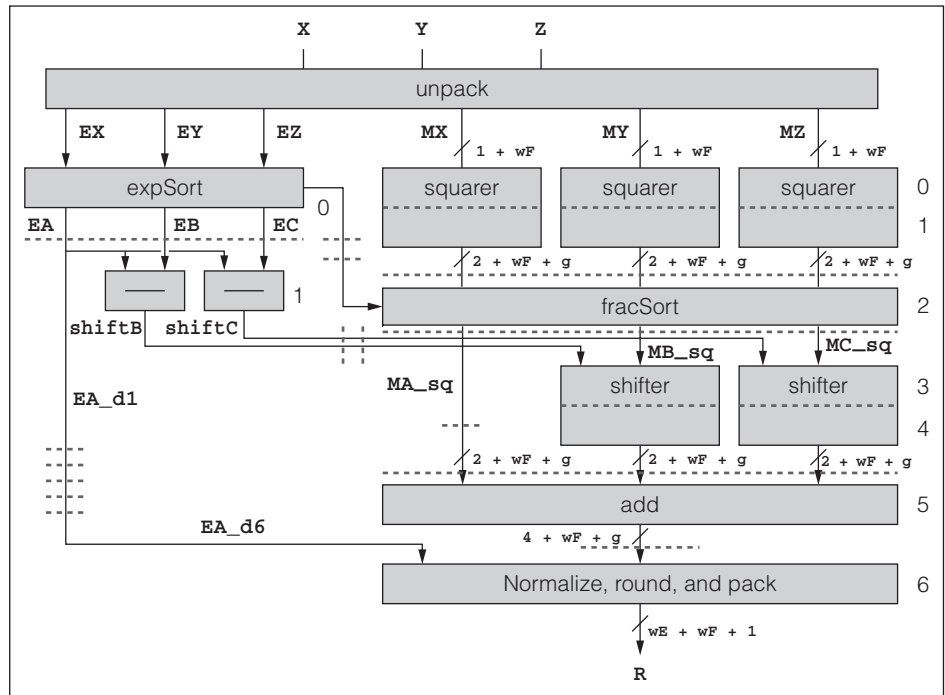 X Y Z
unpack
EX EY EZ MX MY MZ
1 + wF 1 + wF 1 + wF
expSort squarer squarer squarer 0
0
EA EB EC 1
2 + wF + g 2 + wF + g 2 + wF + g
1
fracSort 2
shiftB shiftC
MB_sq MC_sq
MA_sq shifter shifter 3
EA_d1
4
2 + wF + g 2 + wF + g 2 + wF + g
add 5
EA_d6
4 + wF + g
Normalize, round, and pack 6
wE + wF + 1
R